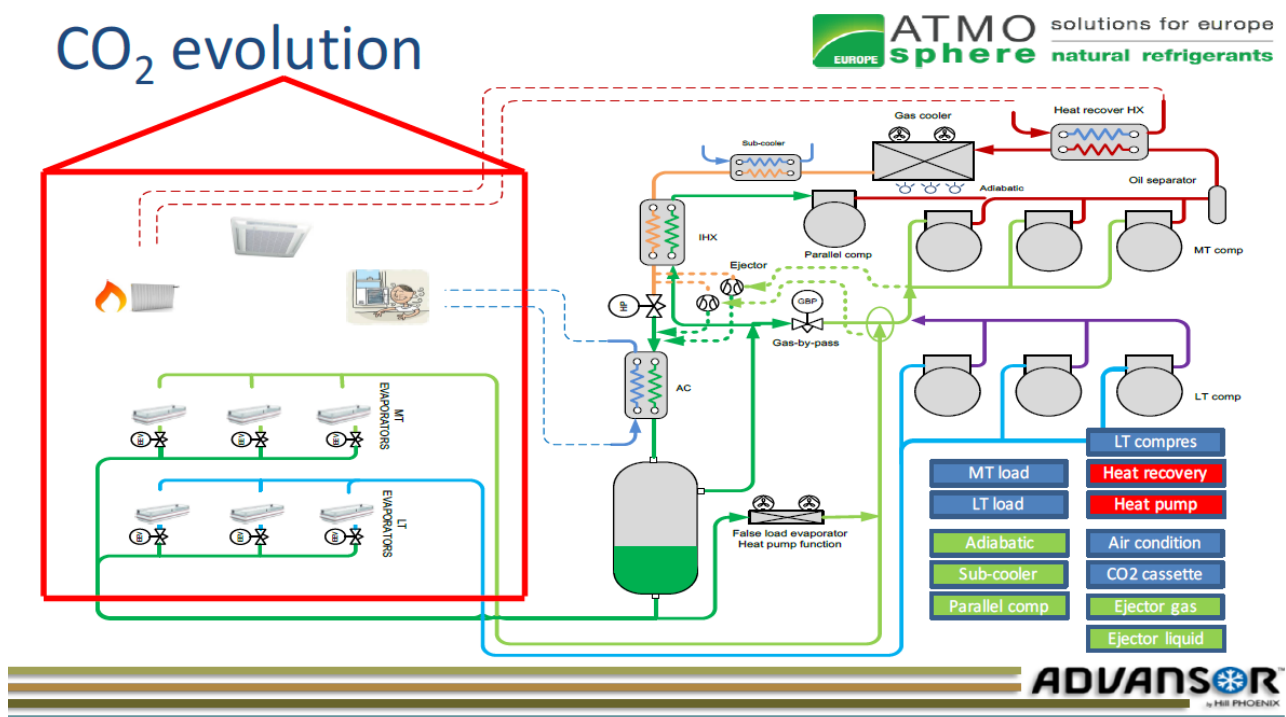 CO2 evolution
ATMO
sphere
EUROPE
solutions for europe
natural refrigerants
Heat recover HX
Gas cooler
Sub-cooler
Oil separator
Adiabatic
IHX
Parallel comp
MT comp
Ejector
HP
GBP
Gas-by-pass
AC
LT comp
MT
EVAPORATORS
LT
EVAPORATORS
False load evaporator
Heat pump function
LT compres
MT load
Heat recovery
LT load
Heat pump
Adiabatic
Air condition
Sub-cooler
CO2 cassette
Parallel comp
Ejector gas
Ejector liquid
ADVANSOR
by Hill PHOENIX